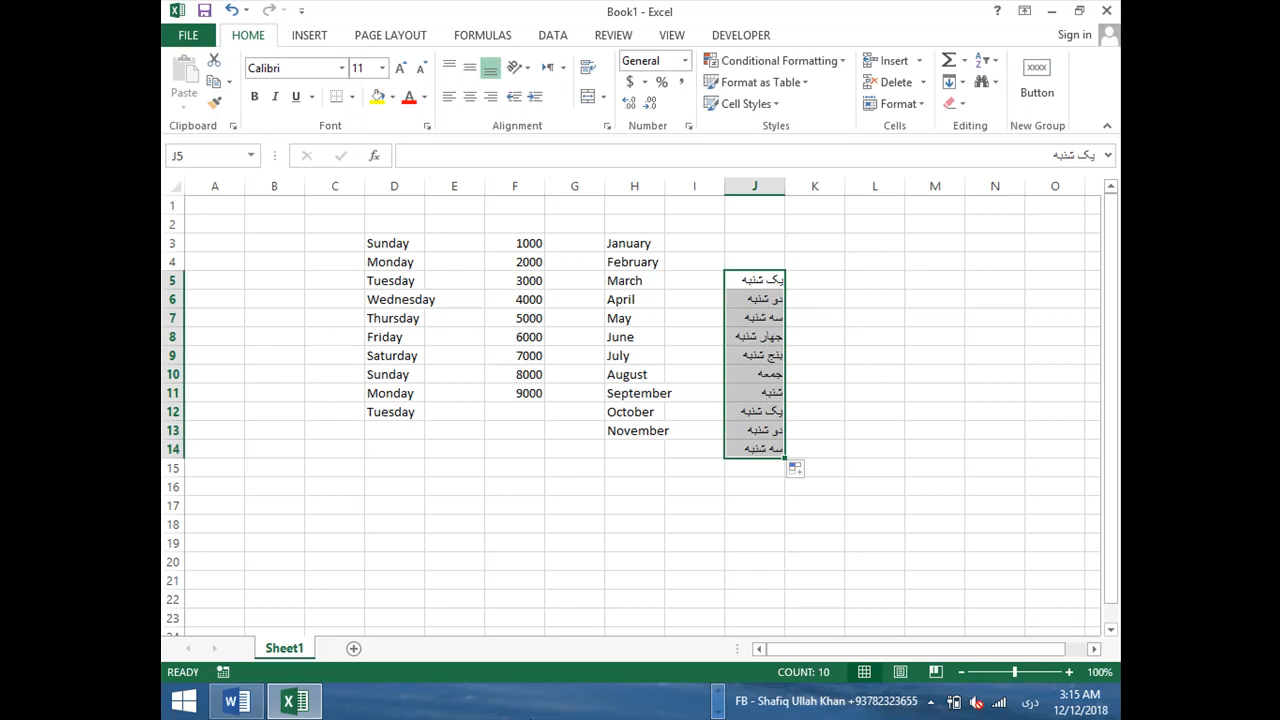 Book1 - Excel
Sign in
FILE HOME INSERT PAGE LAYOUT FORMULAS DATA REVIEW VIEW DEVELOPER
Paste
Calibri 11
B I U
A A
General
$ % ,
Conditional Formatting
Format as Table
Cell Styles
Insert
Delete
Format
XXXX
Button
Clipboard Font Alignment Number Styles Cells Editing New Group
J5 fx یک شنبه
A B C D E F G H I J K L M N O
1
2
3 Sunday 1000 January
4 Monday 2000 February
5 Tuesday 3000 March یک شنبه
6 Wednesday 4000 April دو شنبه
7 Thursday 5000 May سه شنبه
8 Friday 6000 June چهار شنبه
9 Saturday 7000 July پنج شنبه
10 Sunday 8000 August جمعه
11 Monday 9000 September شنبه
12 Tuesday October یک شنبه
13 November دو شنبه
14 سه شنبه
15
16
17
18
19
20
21
22
23
Sheet1
READY COUNT: 10 100%
FB - Shafiq Ullah Khan +93782323655 دری 3:15 AM
12/12/2018